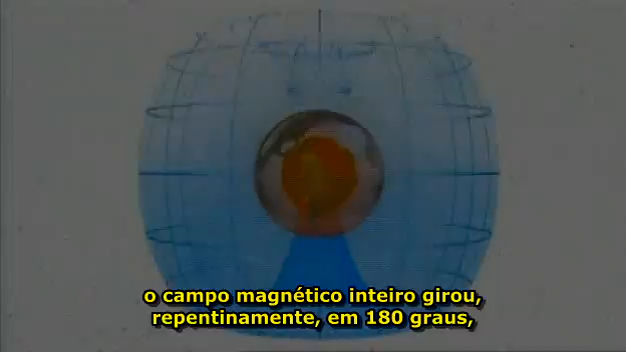 o campo magnético inteiro girou,
repentinamente, em 180 graus,